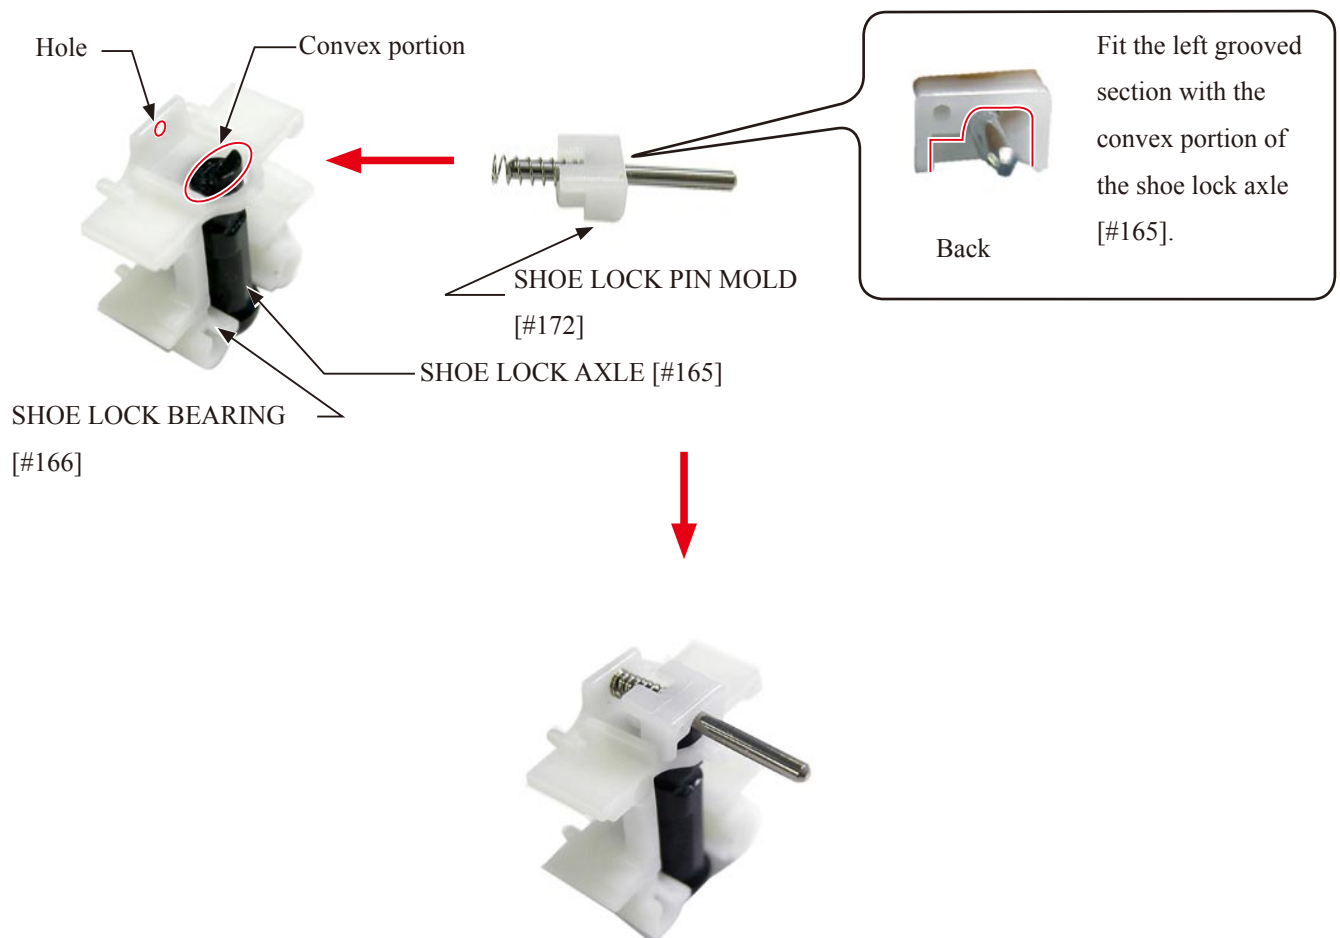 Hole
Convex portion
Fit the left grooved
section with the
convex portion of
the shoe lock axle
[#165].
Back
SHOE LOCK PIN MOLD
[#172]
SHOE LOCK AXLE [#165]
SHOE LOCK BEARING
[#166]